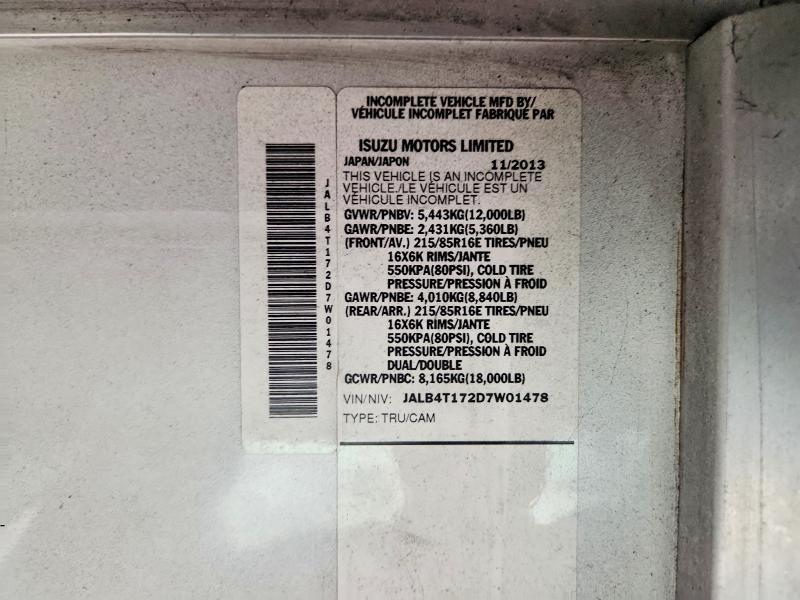 INCOMPLETE VEHICLE MFD BY/
VÉHICULE INCOMPLET FABRIQUÉ PAR
ISUZU MOTORS LIMITED
JAPAN/JAPON 11/2013
THIS VEHICLE IS AN INCOMPLETE
VEHICLE./LE VÉHICULE EST UN
VÉHICULE INCOMPLET.
GVWR/PNBV: 5,443KG(12,000LB)
GAWR/PNBE: 2,431KG(5,360LB)
(FRONT/AV.) 215/85R16E TIRES/PNEU
16X6K RIMS/JANTE
550KPA(80PSI), COLD TIRE
PRESSURE/PRESSION À FROID
GAWR/PNBE: 4,010KG(8,840LB)
(REAR/ARR.) 215/85R16E TIRES/PNEU
16X6K RIMS/JANTE
550KPA(80PSI), COLD TIRE
PRESSURE/PRESSION À FROID
DUAL/DOUBLE
GCWR/PNBC: 8,165KG(18,000LB)
VIN/NIV: JALB4T172D7W01478
TYPE: TRU/CAM
JALB4T172D7W01478